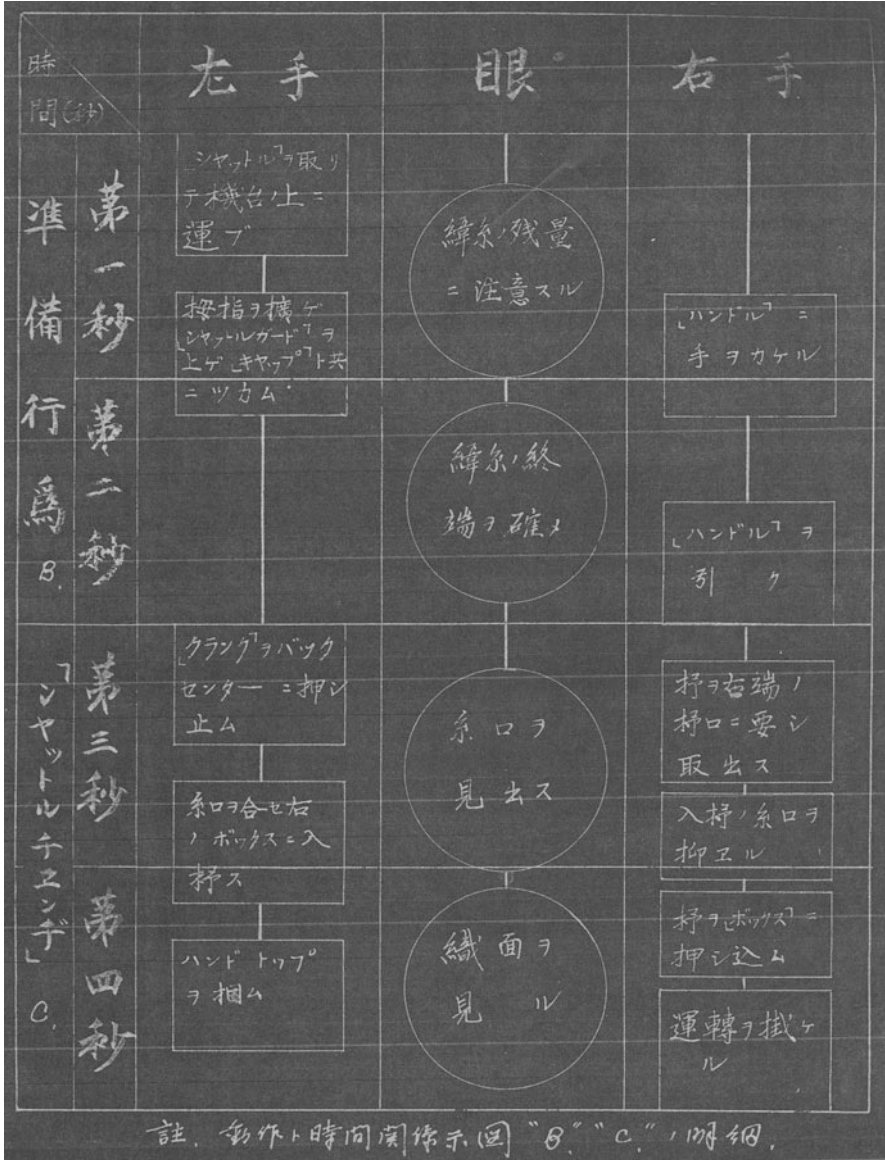 時
間(秒)
左手
眼
右手
準備行爲 B.
「シャットルチエンヂ」 C.
第一秒
第二秒
第三秒
第四秒
「シャットル」ヲ取リ
テ機台ノ上ニ
運ブ
拇指ヲ擴ゲ
「シャットルガード」ヲ
上ゲ「キャップ」ト共
ニツカム
「クランク」ヲバック
センターニ押シ
止ム
糸口ヲ合セ右
ノボックスニ入
杼ス
ハンドトップ
ヲ掴ム
緯糸ノ残量
ニ注意スル
緯糸ノ終
端ヲ確メ
糸口ヲ
見出ス
織面ヲ
見ル
「ハンドル」ニ
手ヲカケル
「ハンドル」ヲ
引ク
杼ヲ右端ノ
杼口ニ要シ
取出ス
入杼ノ糸口ヲ
抑エル
杼ヲ「ボックス」ニ
押シ込ム
運轉ヲ掛ケ
ル
註. 動作ト時間関係示図 "B." "C." ノ明細.